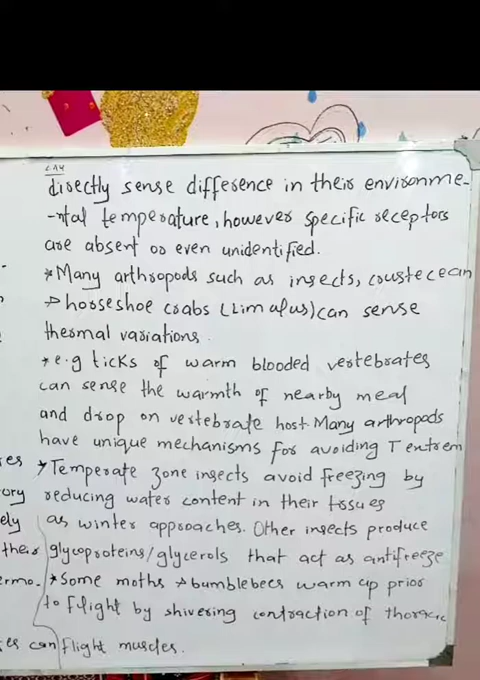 directly sense difference in their environme-
-ntal temperature, however specific receptors
are absent or even unidentified.
*Many arthropods such as insects, crustecean
→ horseshoe crabs (Limulus) can sense
thermal variations.
*e.g ticks of warm blooded vertebrates
can sense the warmth of nearby meal
and drop on vertebrate host. Many arthropods
have unique mechanisms for avoiding T extrem
→ Temperate zone insects avoid freezing by
reducing water content in their tissues
as winter approaches. Other insects produce
glycoproteins/glycerols that act as antifreeze
*Some moths → bumblebees warm up prior
to flight by shivering contraction of thoracic
flight muscles.
res
ory
ely
their
ermo.
es can